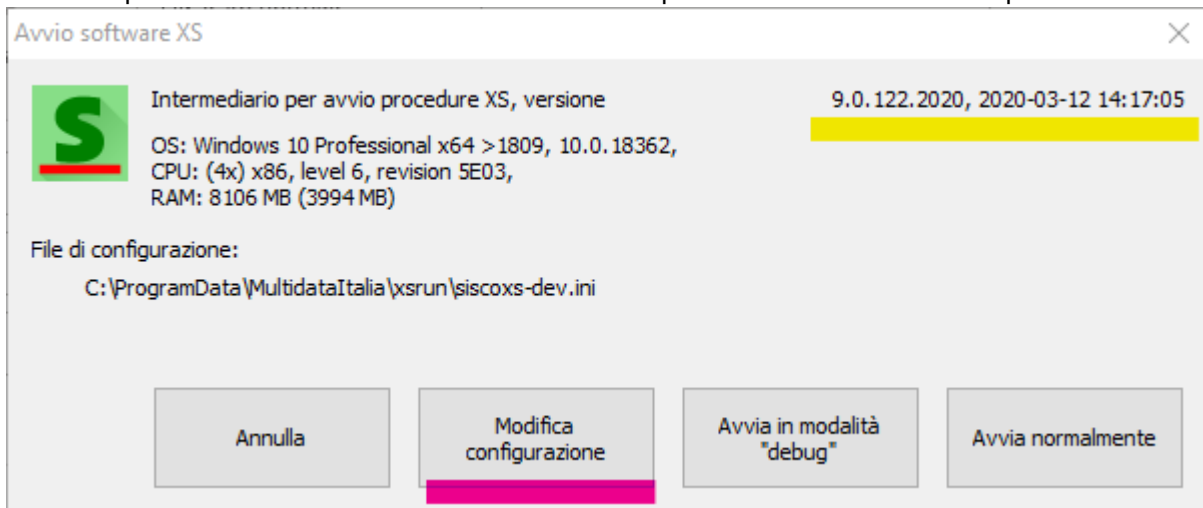 Avvio software XS
S
Intermediario per avvio procedure XS, versione 9.0.122.2020, 2020-03-12 14:17:05
OS: Windows 10 Professional x64 >1809, 10.0.18362,
CPU: (4x) x86, level 6, revision 5E03,
RAM: 8106 MB (3994 MB)
File di configurazione:
C:\ProgramData\MultidataItalia\xsrun\siscoxs-dev.ini
Annulla
Modifica
configurazione
Avvia in modalità
"debug"
Avvia normalmente